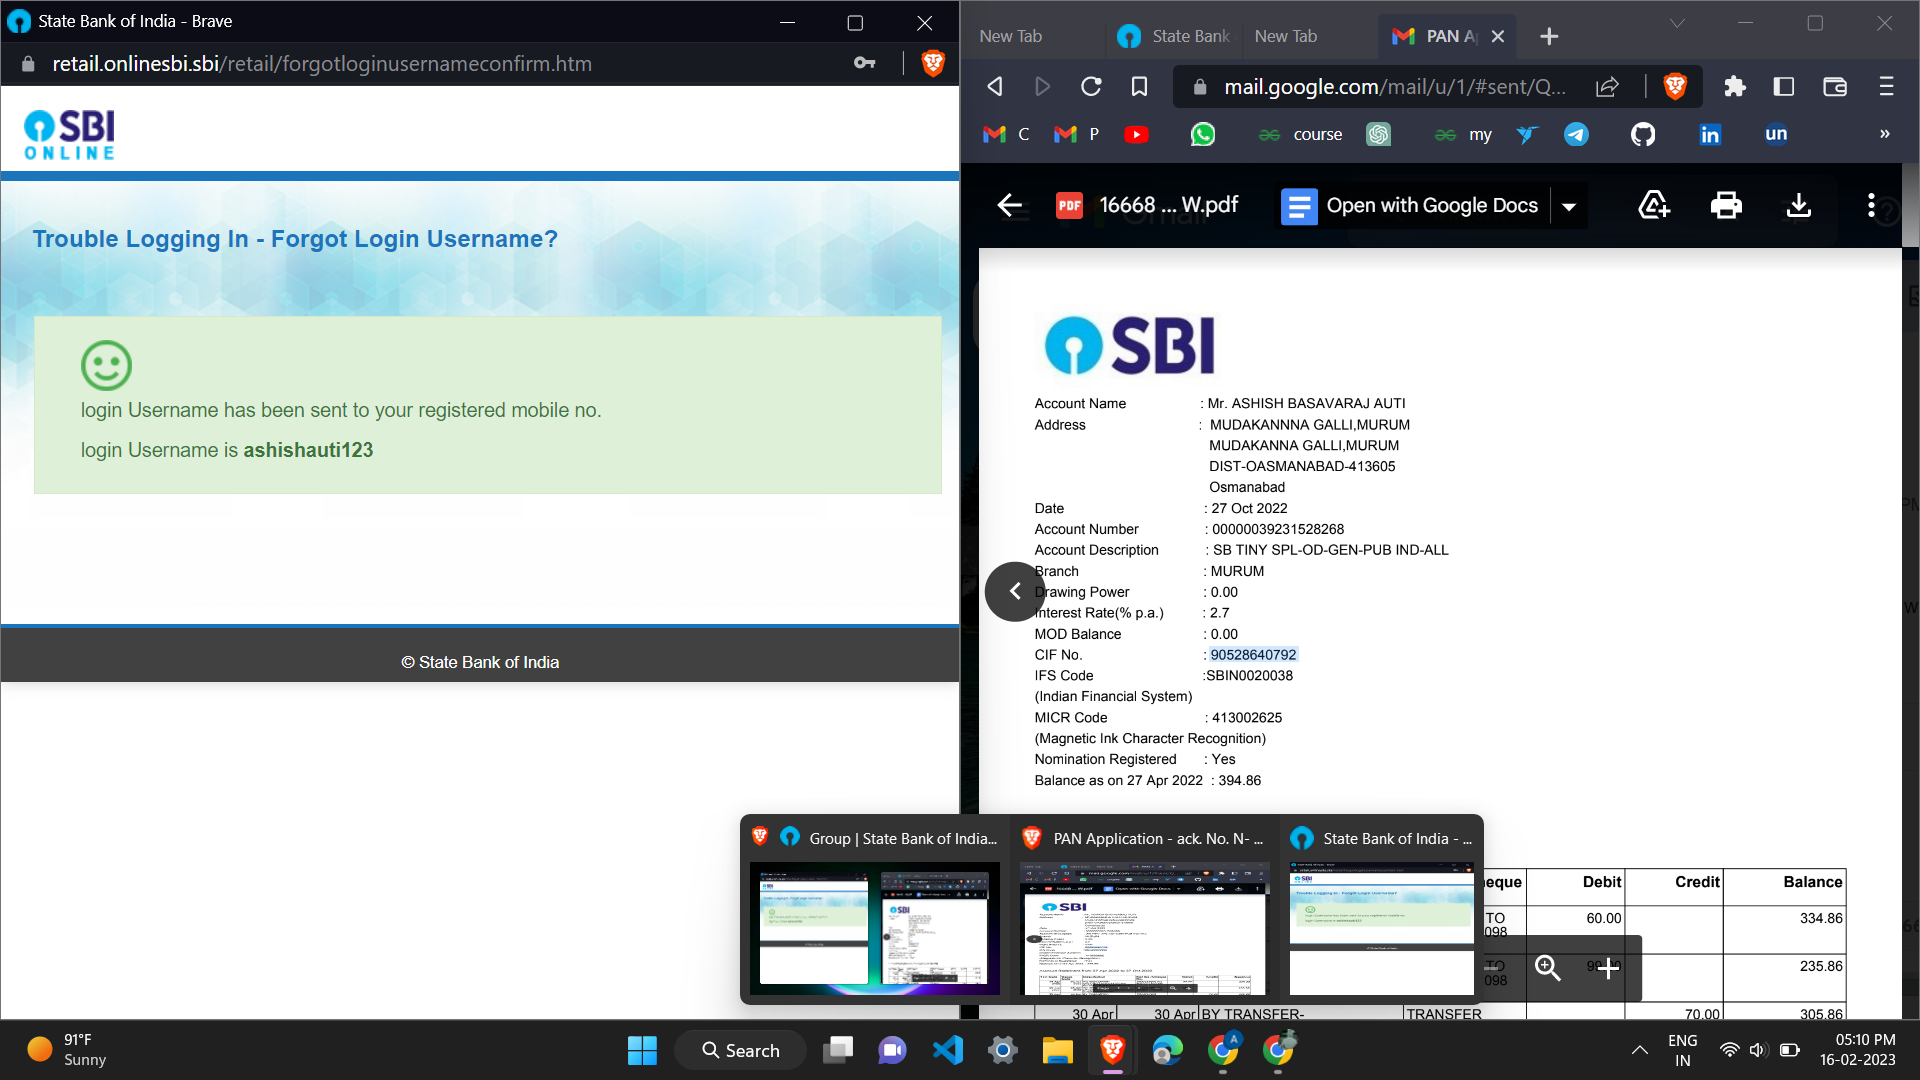 State Bank of India - Brave
retail.onlinesbi.sbi/retail/forgotloginusernameconfirm.htm
SBI
ONLINE
Trouble Logging In - Forgot Login Username?
login Username has been sent to your registered mobile no.
login Username is ashishauti123
© State Bank of India
New Tab
State Bank
New Tab
PAN A
mail.google.com/mail/u/1/#sent/Q...
C
P
course
my
in
un
»
PDF
16668 ... W.pdf
Open with Google Docs
SBI
Account Name : Mr. ASHISH BASAVARAJ AUTI
Address : MUDAKANNNA GALLI,MURUM
MUDAKANNA GALLI,MURUM
DIST-OASMANABAD-413605
Osmanabad
Date : 27 Oct 2022
Account Number : 00000039231528268
Account Description : SB TINY SPL-OD-GEN-PUB IND-ALL
Branch : MURUM
Drawing Power : 0.00
Interest Rate(% p.a.) : 2.7
MOD Balance : 0.00
CIF No. : 90528640792
IFS Code :SBIN0020038
(Indian Financial System)
MICR Code : 413002625
(Magnetic Ink Character Recognition)
Nomination Registered : Yes
Balance as on 27 Apr 2022 : 394.86
Group | State Bank of India...
PAN Application - ack. No. N- ...
State Bank of India - ...
eque Debit Credit Balance
TO 60.00 334.86
098
TO 99.00 235.86
098
30 Apr 30 Apr BY TRANSFER- TRANSFER 70.00 305.86
91°F
Sunny
Search
ENG
IN
05:10 PM
16-02-2023